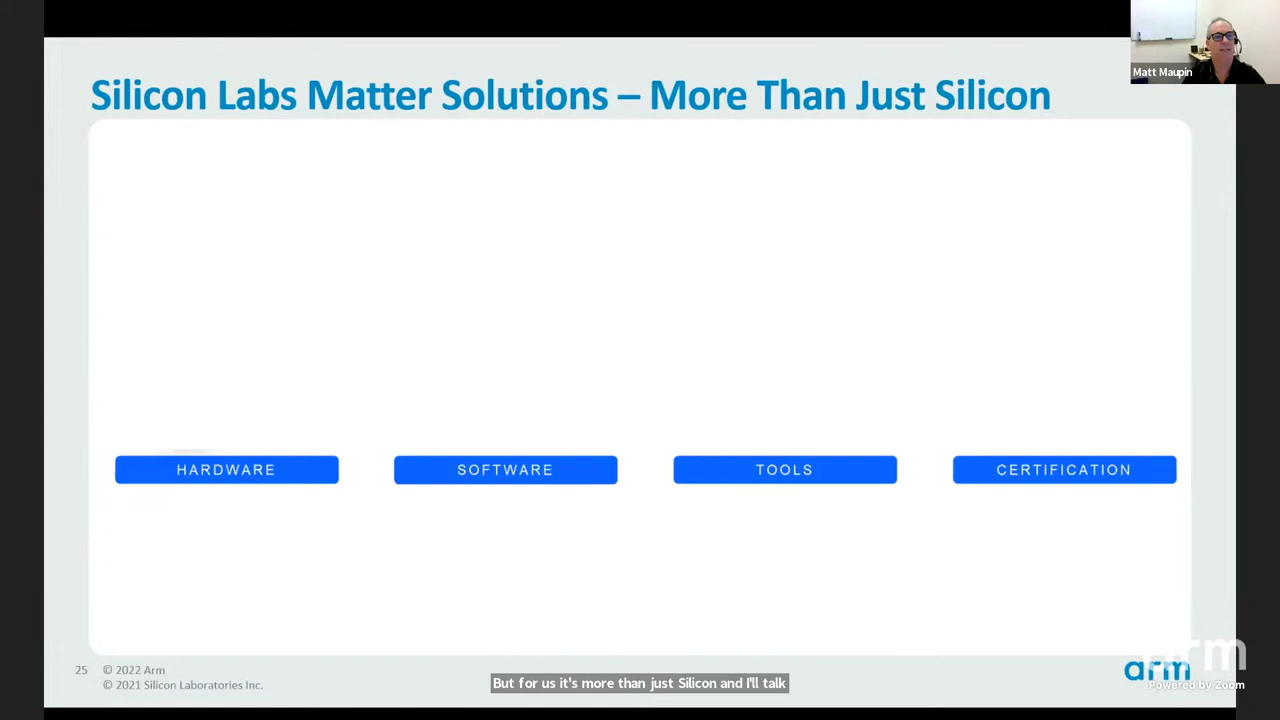 Matt Maupin
Silicon Labs Matter Solutions – More Than Just Silicon
HARDWARE
SOFTWARE
TOOLS
CERTIFICATION
25
© 2022 Arm
© 2021 Silicon Laboratories Inc.
But for us it's more than just Silicon and I'll talk
arm
arm
Powered by Zoom